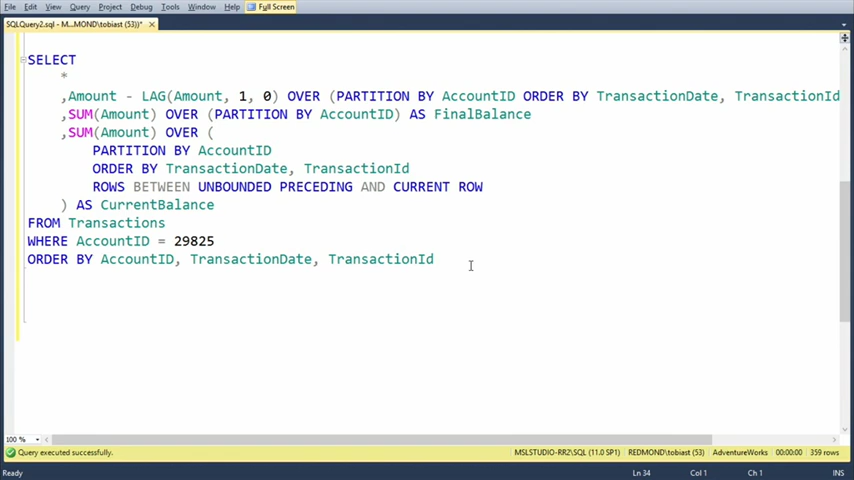 File Edit View Query Project Debug Tools Window Help Full Screen
SQLQuery2.sql - M...MOND\tobiast (53))*
SELECT
*
,Amount - LAG(Amount, 1, 0) OVER (PARTITION BY AccountID ORDER BY TransactionDate, TransactionId
,SUM(Amount) OVER (PARTITION BY AccountID) AS FinalBalance
,SUM(Amount) OVER (
PARTITION BY AccountID
ORDER BY TransactionDate, TransactionId
ROWS BETWEEN UNBOUNDED PRECEDING AND CURRENT ROW
) AS CurrentBalance
FROM Transactions
WHERE AccountID = 29825
ORDER BY AccountID, TransactionDate, TransactionId
100 %
Query executed successfully. MSLSTUDIO-RR2\SQL (11.0 SP1) REDMOND\tobiast (53) AdventureWorks 00:00:00 359 rows
Ready Ln 34 Col 1 Ch 1 INS